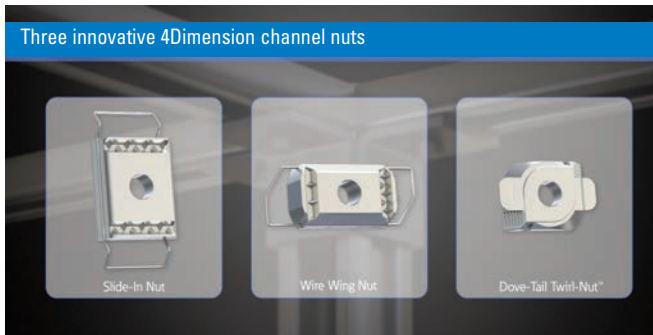 Three innovative 4Dimension channel nuts
Slide-In Nut
Wire Wing Nut
Dove-Tail Twirl-Nut™